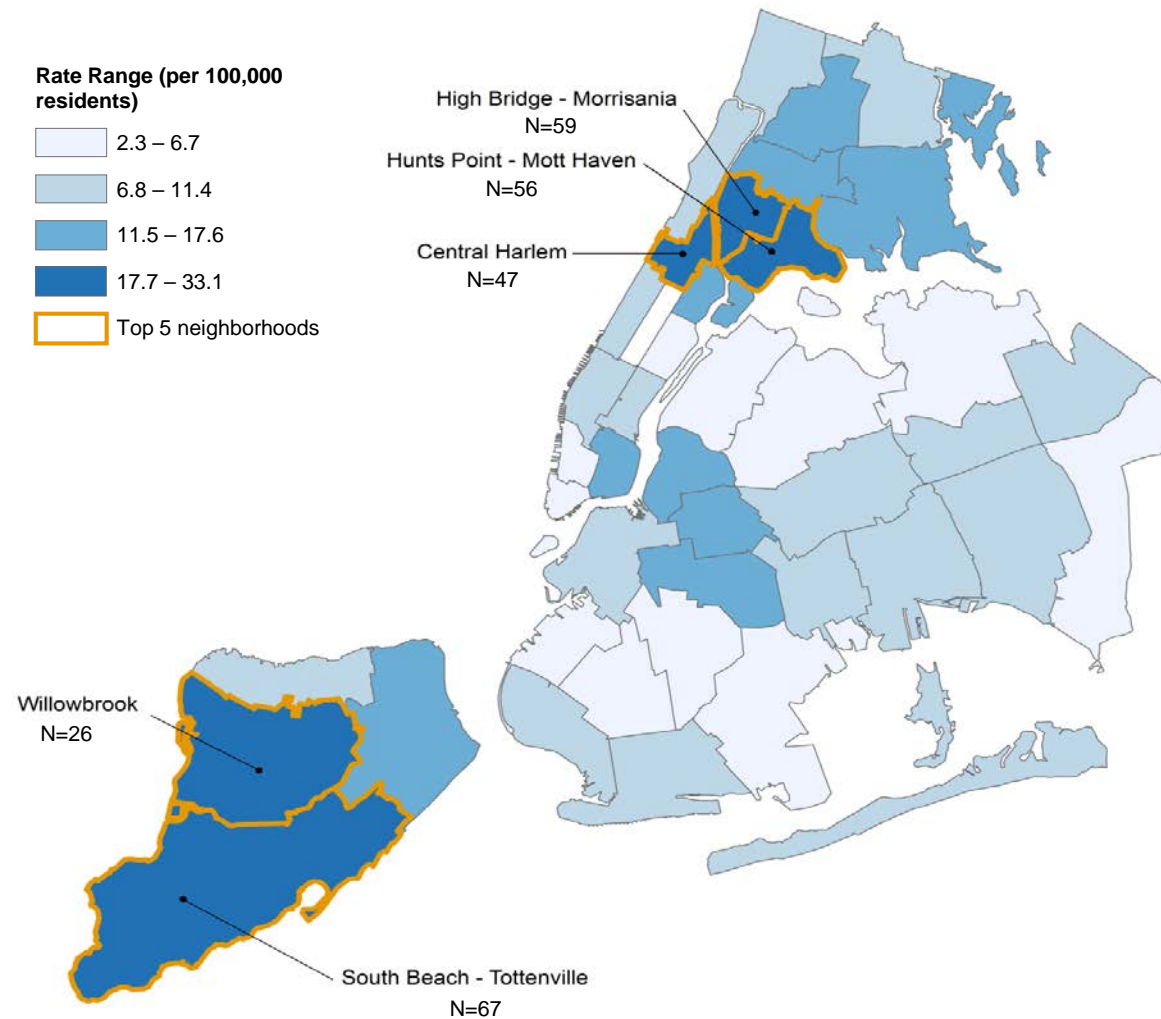 Rate Range (per 100,000
residents)
2.3 – 6.7
6.8 – 11.4
11.5 – 17.6
17.7 – 33.1
Top 5 neighborhoods
High Bridge - Morrisania
N=59
Hunts Point - Mott Haven
N=56
Central Harlem
N=47
Willowbrook
N=26
South Beach - Tottenville
N=67